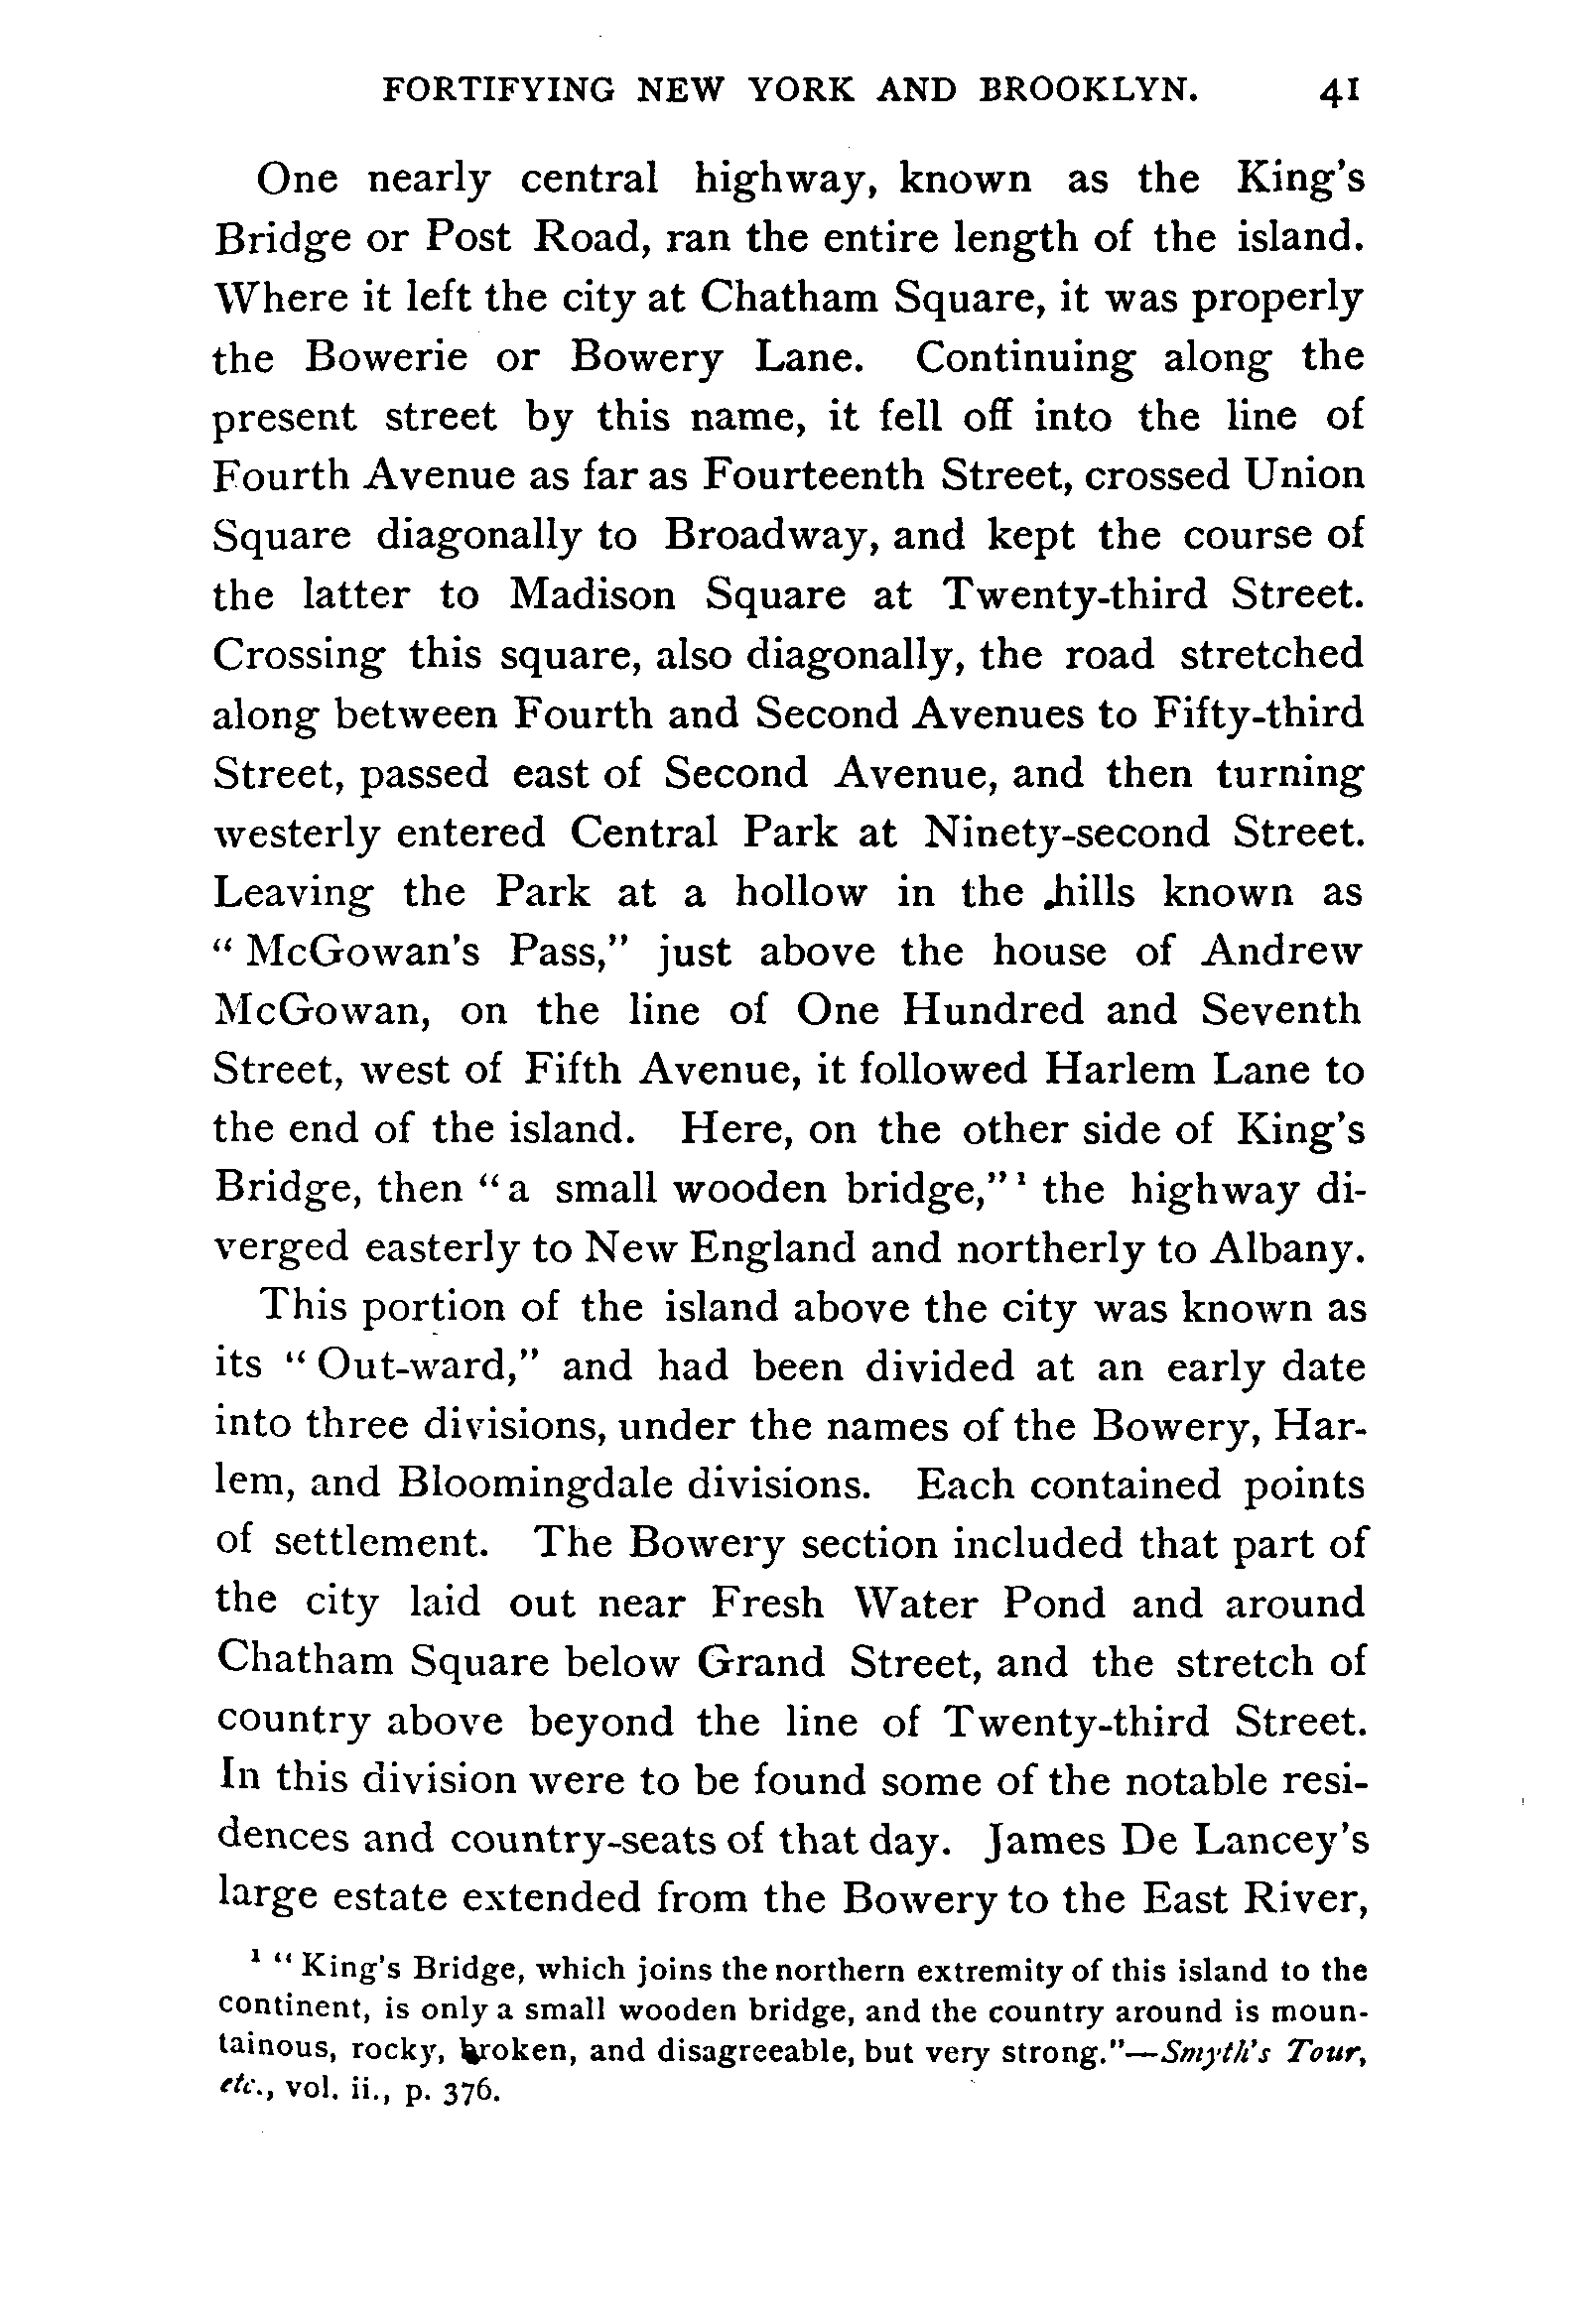 FORTIFYING NEW YORK AND BROOKLYN. 41
One nearly central highway, known as the King's
Bridge or Post Road, ran the entire length of the island.
Where it left the city at Chatham Square, it was properly
the Bowerie or Bowery Lane. Continuing along the
present street by this name, it fell off into the line of
Fourth Avenue as far as Fourteenth Street, crossed Union
Square diagonally to Broadway, and kept the course of
the latter to Madison Square at Twenty-third Street.
Crossing this square, also diagonally, the road stretched
along between Fourth and Second Avenues to Fifty-third
Street, passed east of Second Avenue, and then turning
westerly entered Central Park at Ninety-second Street.
Leaving the Park at a hollow in the hills known as
“ McGowan's Pass,” just above the house of Andrew
McGowan, on the line of One Hundred and Seventh
Street, west of Fifth Avenue, it followed Harlem Lane to
the end of the island. Here, on the other side of King's
Bridge, then “ a small wooden bridge,” ¹ the highway di-
verged easterly to New England and northerly to Albany.
This portion of the island above the city was known as
its “ Out-ward,” and had been divided at an early date
into three divisions, under the names of the Bowery, Har-
lem, and Bloomingdale divisions. Each contained points
of settlement. The Bowery section included that part of
the city laid out near Fresh Water Pond and around
Chatham Square below Grand Street, and the stretch of
country above beyond the line of Twenty-third Street.
In this division were to be found some of the notable resi-
dences and country-seats of that day. James De Lancey's
large estate extended from the Bowery to the East River,
¹ “ King's Bridge, which joins the northern extremity of this island to the
continent, is only a small wooden bridge, and the country around is moun-
tainous, rocky, broken, and disagreeable, but very strong.”—Smyth's Tour,
etc., vol. ii., p. 376.